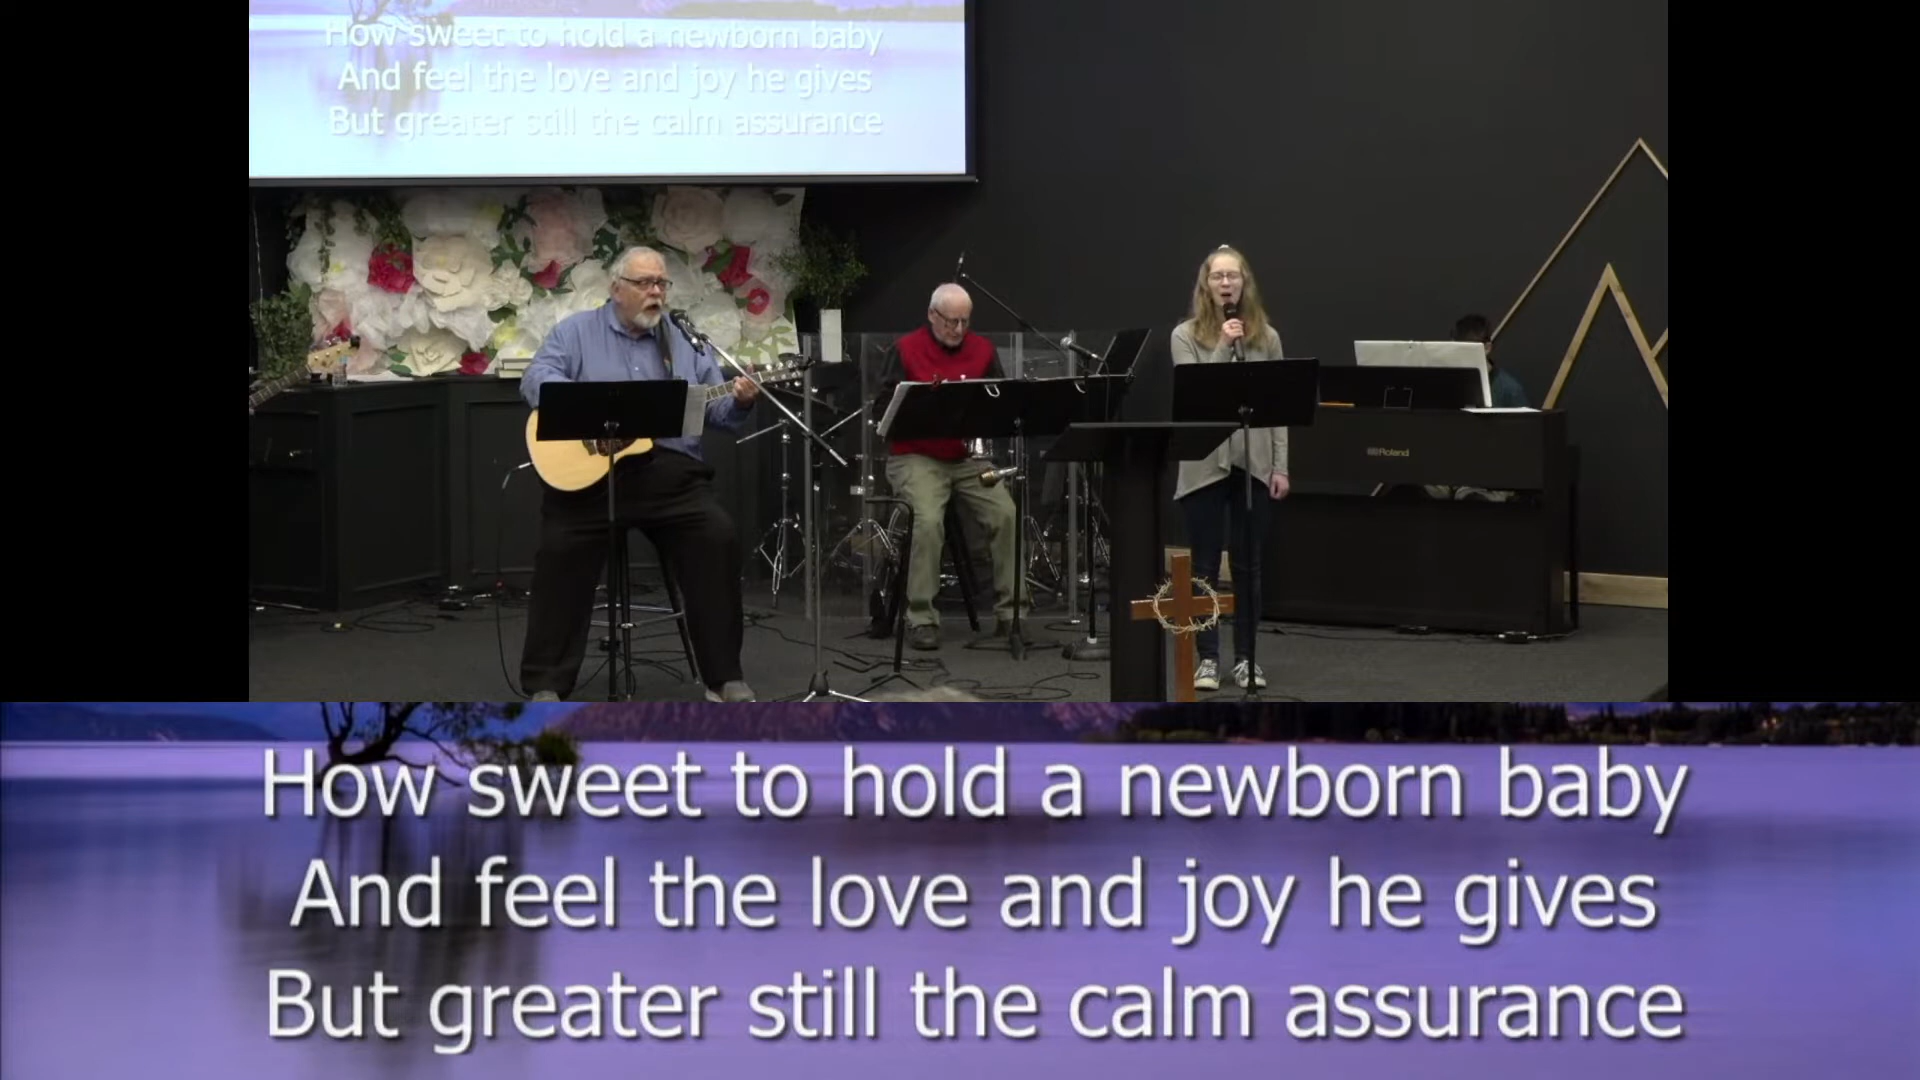 How sweet to hold a newborn baby
And feel the love and joy he gives
But greater still the calm assurance
Roland
How sweet to hold a newborn baby
And feel the love and joy he gives
But greater still the calm assurance